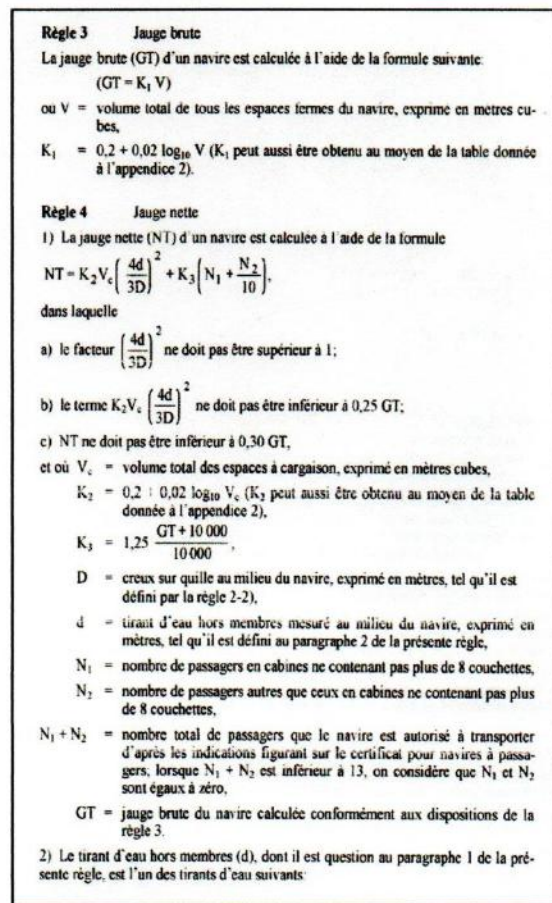 Règle 3 Jauge brute
La jauge brute (GT) d'un navire est calculée à l'aide de la formule suivante:
(GT = K₁ V)
où V = volume total de tous les espaces fermes du navire, exprimé en metres cu-
bes,
K₁ = 0,2 + 0,02 log₁₀ V (K₁ peut aussi être obtenu au moyen de la table donnée
à l'appendice 2).
Règle 4 Jauge nette
1) La jauge nette (NT) d'un navire est calculée à l'aide de la formule
NT = K₂V꜀(4d/3D)² + K₃(N₁ + N₂/10),
dans laquelle
a) le facteur (4d/3D)² ne doit pas être supérieur à 1;
b) le terme K₂V꜀ (4d/3D)² ne doit pas être inférieur à 0,25 GT;
c) NT ne doit pas être inférieur à 0,30 GT,
et où V꜀ = volume total des espaces à cargaison, exprimé en mètres cubes,
K₂ = 0,2 + 0,02 log₁₀ V꜀ (K₂ peut aussi être obtenu au moyen de la table
donnée à l'appendice 2),
K₃ = 1,25 (GT + 10 000)/10 000,
D = creux sur quille au milieu du navire, exprimé en mètres, tel qu'il est
défini par la règle 2-2),
d = tirant d'eau hors membres mesuré au milieu du navire, exprimé en
mètres, tel qu'il est défini au paragraphe 2 de la présente règle,
N₁ = nombre de passagers en cabines ne contenant pas plus de 8 couchettes,
N₂ = nombre de passagers autres que ceux en cabines ne contenant pas plus
de 8 couchettes,
N₁ + N₂ = nombre total de passagers que le navire est autorisé à transporter
d'après les indications figurant sur le certificat pour navires à passa-
gers; lorsque N₁ + N₂ est inférieur à 13, on considère que N₁ et N₂
sont égaux à zéro,
GT = jauge brute du navire calculée conformément aux dispositions de la
règle 3.
2) Le tirant d'eau hors membres (d), dont il est question au paragraphe 1 de la pré-
sente règle, est l'un des tirants d'eau suivants: